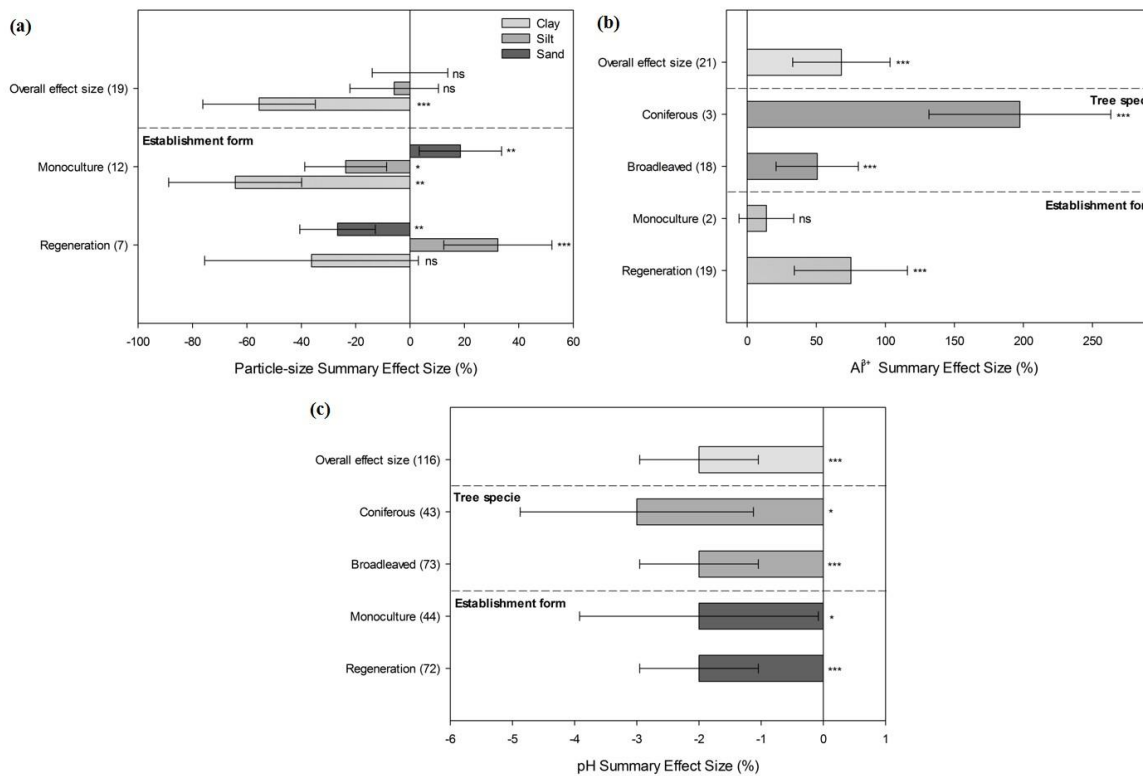 (a)
Clay
Silt
Sand
Overall effect size (19)
ns
ns
***
Establishment form
Monoculture (12)
**
*
**
Regeneration (7)
**
***
ns
-100 -80 -60 -40 -20 0 20 40 60
Particle-size Summary Effect Size (%)
(b)
Overall effect size (21)
***
Tree spec
Coniferous (3)
***
Broadleaved (18)
***
Establishment for
Monoculture (2)
ns
Regeneration (19)
***
0 50 100 150 200 250
Al³⁺ Summary Effect Size (%)
(c)
Overall effect size (116)
***
Tree specie
Coniferous (43)
*
Broadleaved (73)
***
Establishment form
Monoculture (44)
*
Regeneration (72)
***
-6 -5 -4 -3 -2 -1 0 1
pH Summary Effect Size (%)